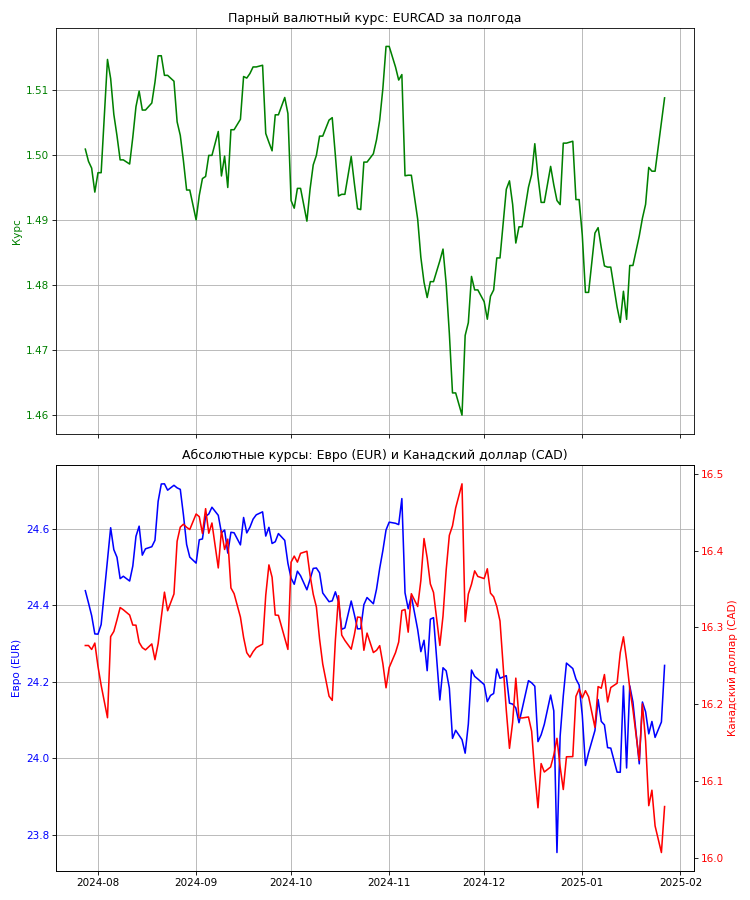 Парный валютный курс: EURCAD за полгода
1.51
1.50
1.49
1.48
1.47
1.46
Курс
Абсолютные курсы: Евро (EUR) и Канадский доллар (CAD)
24.6
24.4
24.2
24.0
23.8
Евро (EUR)
16.5
16.4
16.3
16.2
16.1
16.0
Канадский доллар (CAD)
2024-08 2024-09 2024-10 2024-11 2024-12 2025-01 2025-02